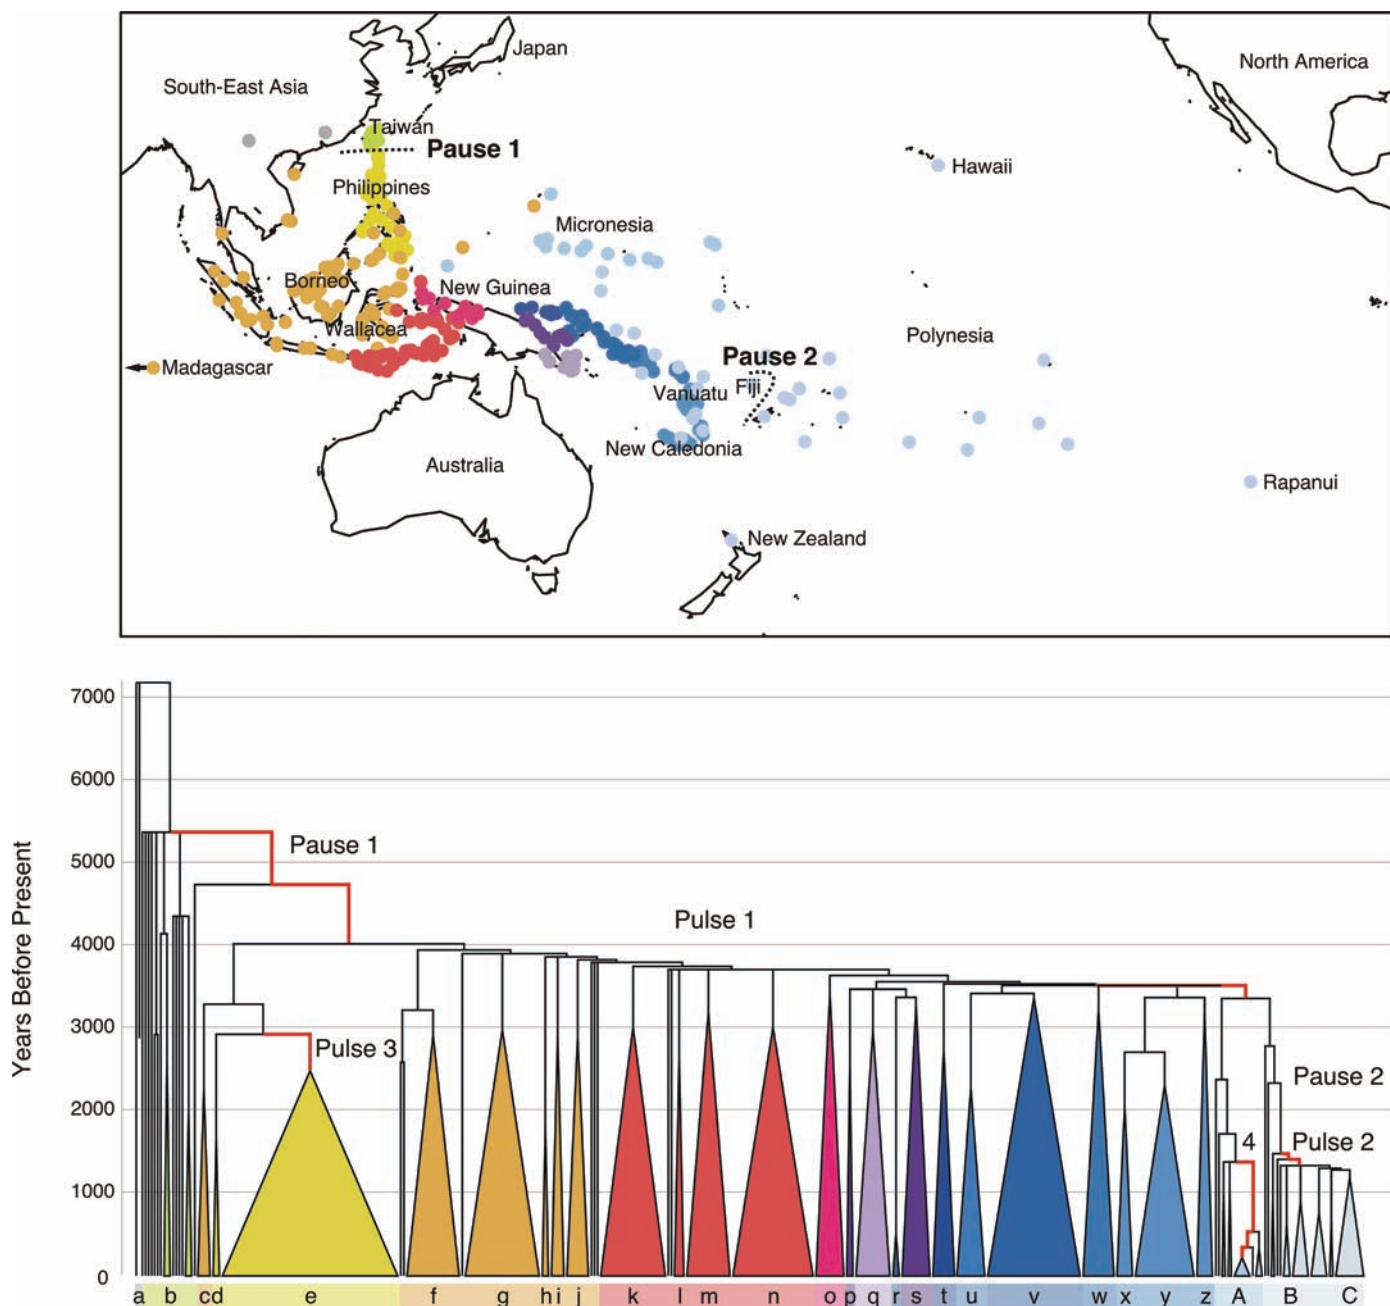 Japan
North America
South-East Asia
Taiwan
Pause 1
Hawaii
Philippines
Micronesia
Borneo
New Guinea
Wallacea
Polynesia
Pause 2
Madagascar
Fiji
Vanuatu
New Caledonia
Australia
Rapanui
New Zealand
Years Before Present
7000
6000
5000
4000
3000
2000
1000
0
Pause 1
Pulse 1
Pulse 3
Pause 2
4
Pulse 2
a b c d e f g h i j k l m n o p q r s t u v w x y z A B C